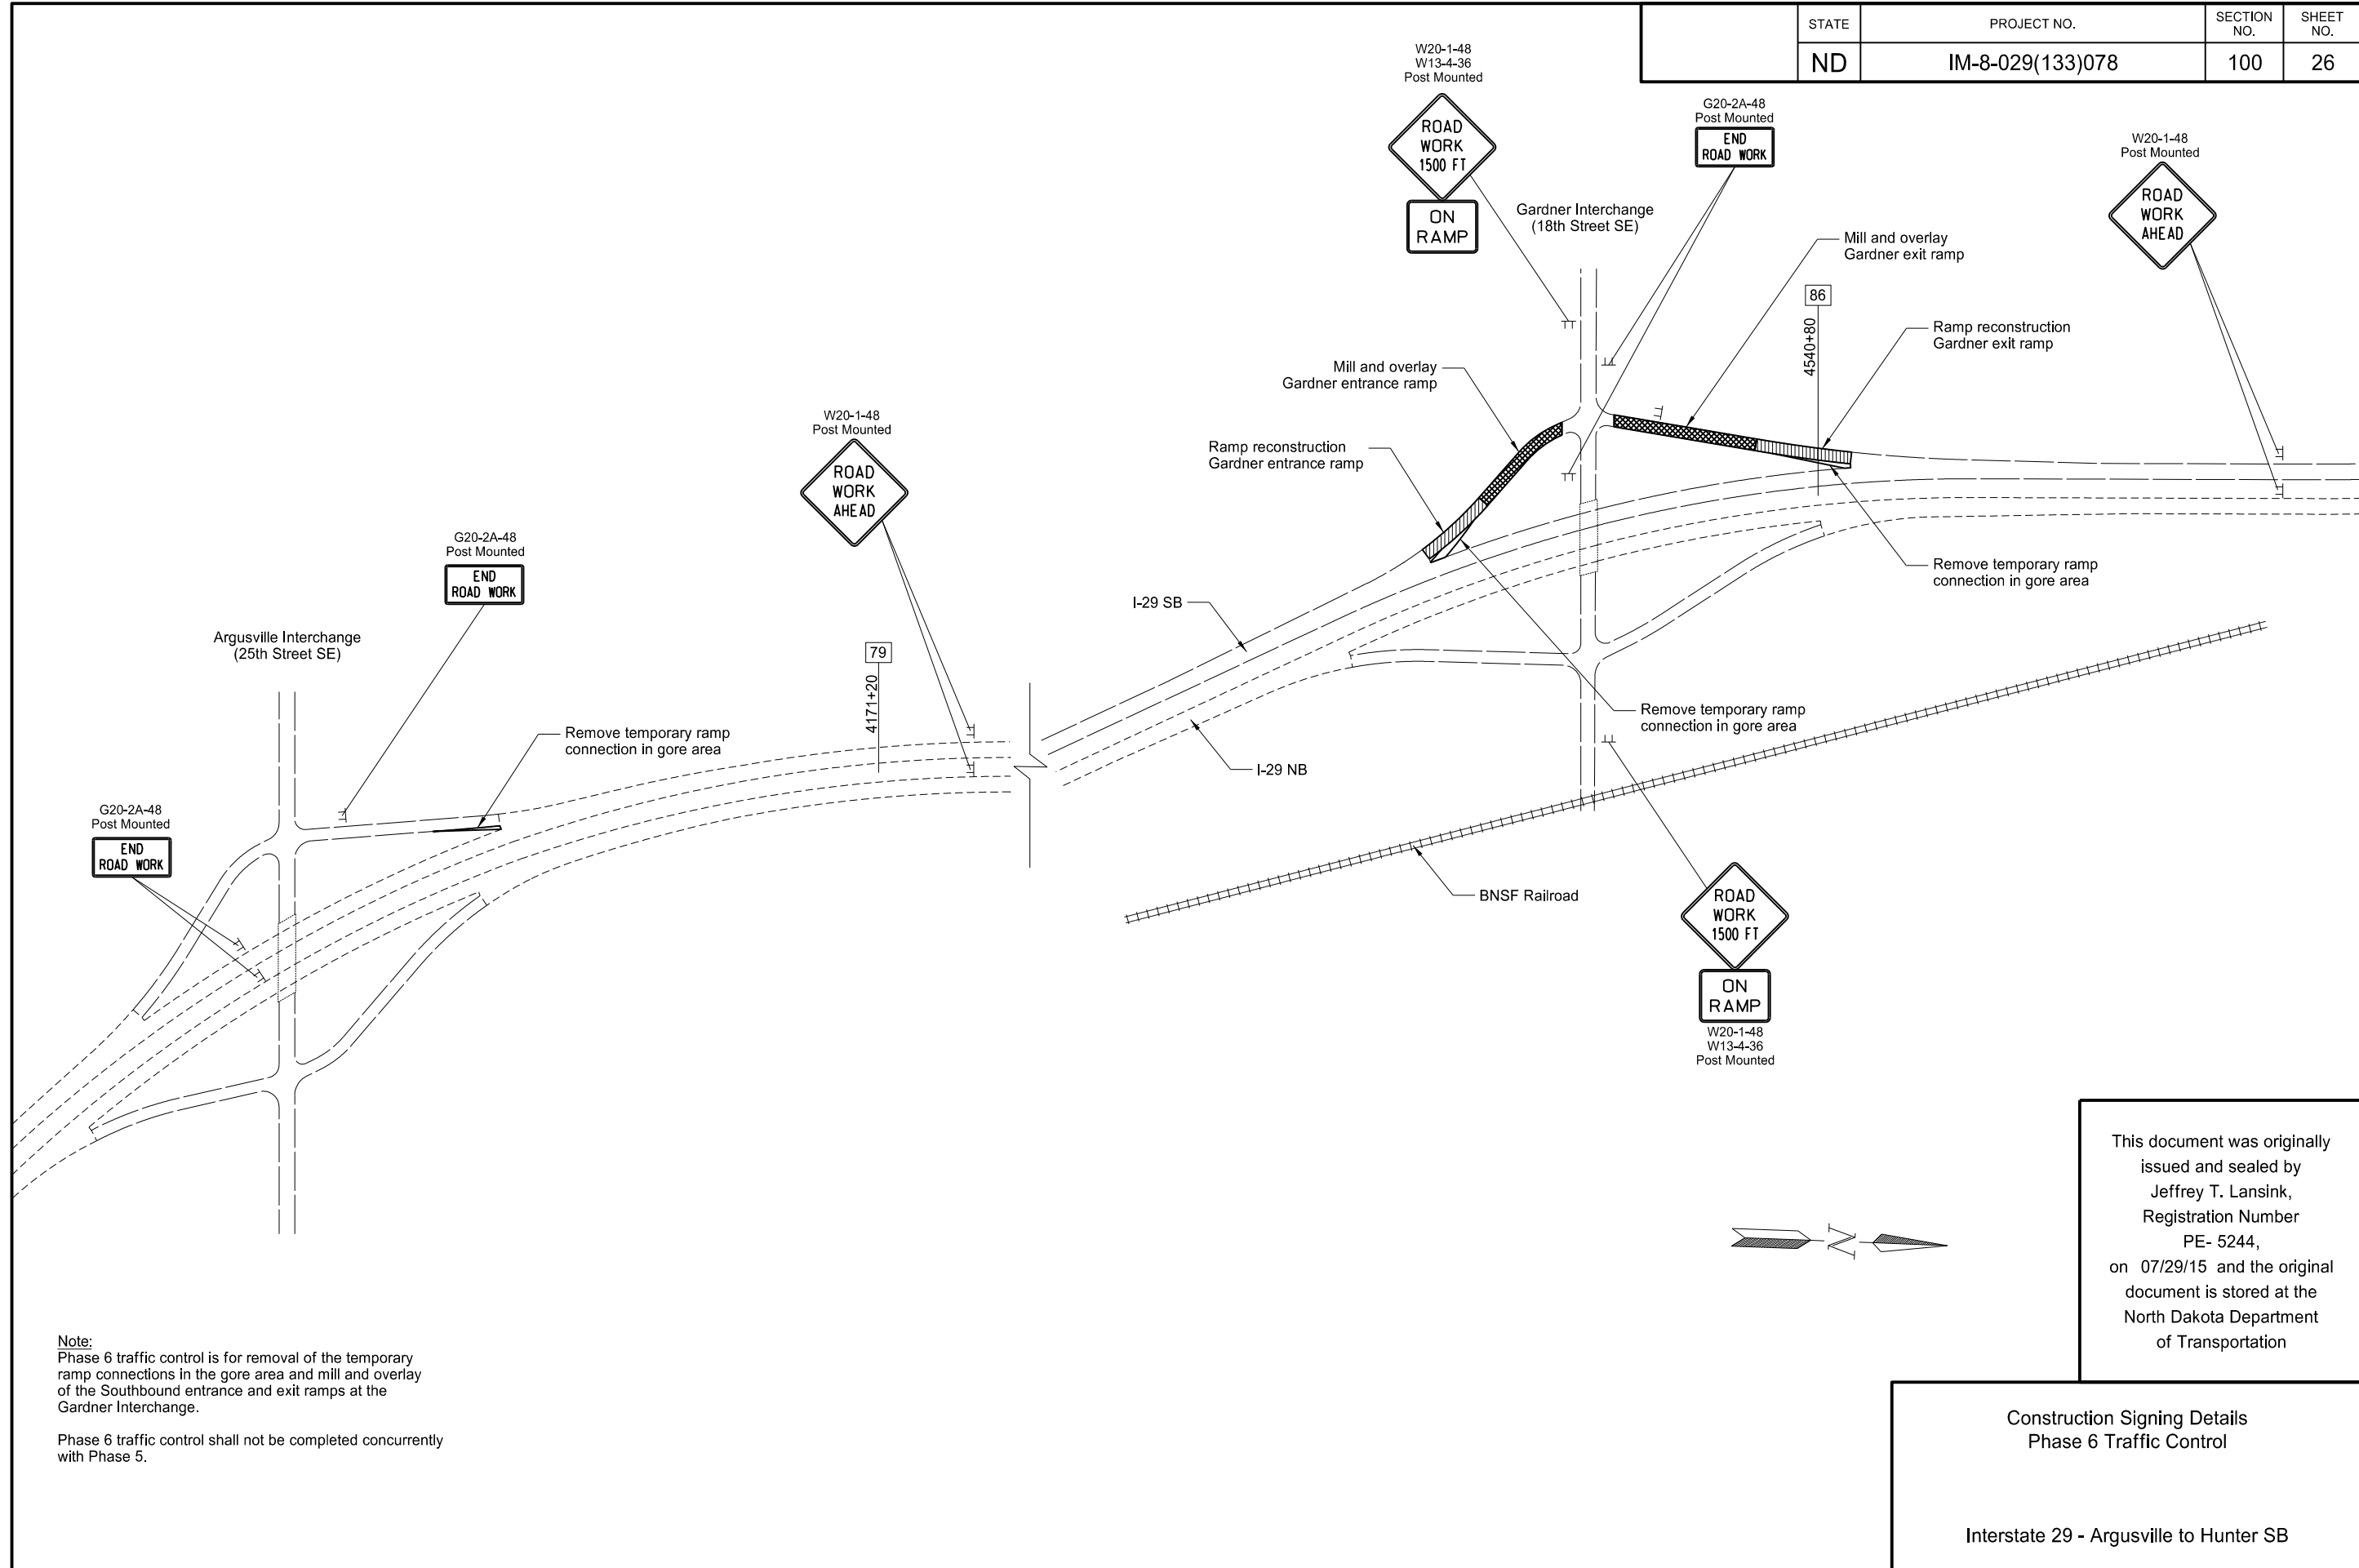 STATE
PROJECT NO.
SECTION
NO.
SHEET
NO.
ND
IM-8-029(133)078
100
26
W20-1-48
W13-4-36
Post Mounted
ROAD
WORK
1500 FT
ON
RAMP
G20-2A-48
Post Mounted
END
ROAD WORK
W20-1-48
Post Mounted
ROAD
WORK
AHEAD
Gardner Interchange
(18th Street SE)
Mill and overlay
Gardner exit ramp
86
4540+80
Ramp reconstruction
Gardner exit ramp
Mill and overlay
Gardner entrance ramp
Ramp reconstruction
Gardner entrance ramp
W20-1-48
Post Mounted
ROAD
WORK
AHEAD
G20-2A-48
Post Mounted
END
ROAD WORK
Argusville Interchange
(25th Street SE)
79
4171+20
I-29 SB
Remove temporary ramp
connection in gore area
Remove temporary ramp
connection in gore area
Remove temporary ramp
connection in gore area
I-29 NB
G20-2A-48
Post Mounted
END
ROAD WORK
BNSF Railroad
ROAD
WORK
1500 FT
ON
RAMP
W20-1-48
W13-4-36
Post Mounted
N
This document was originally
issued and sealed by
Jeffrey T. Lansink,
Registration Number
PE- 5244,
on 07/29/15 and the original
document is stored at the
North Dakota Department
of Transportation
Note:
Phase 6 traffic control is for removal of the temporary
ramp connections in the gore area and mill and overlay
of the Southbound entrance and exit ramps at the
Gardner Interchange.
Phase 6 traffic control shall not be completed concurrently
with Phase 5.
Construction Signing Details
Phase 6 Traffic Control
Interstate 29 - Argusville to Hunter SB